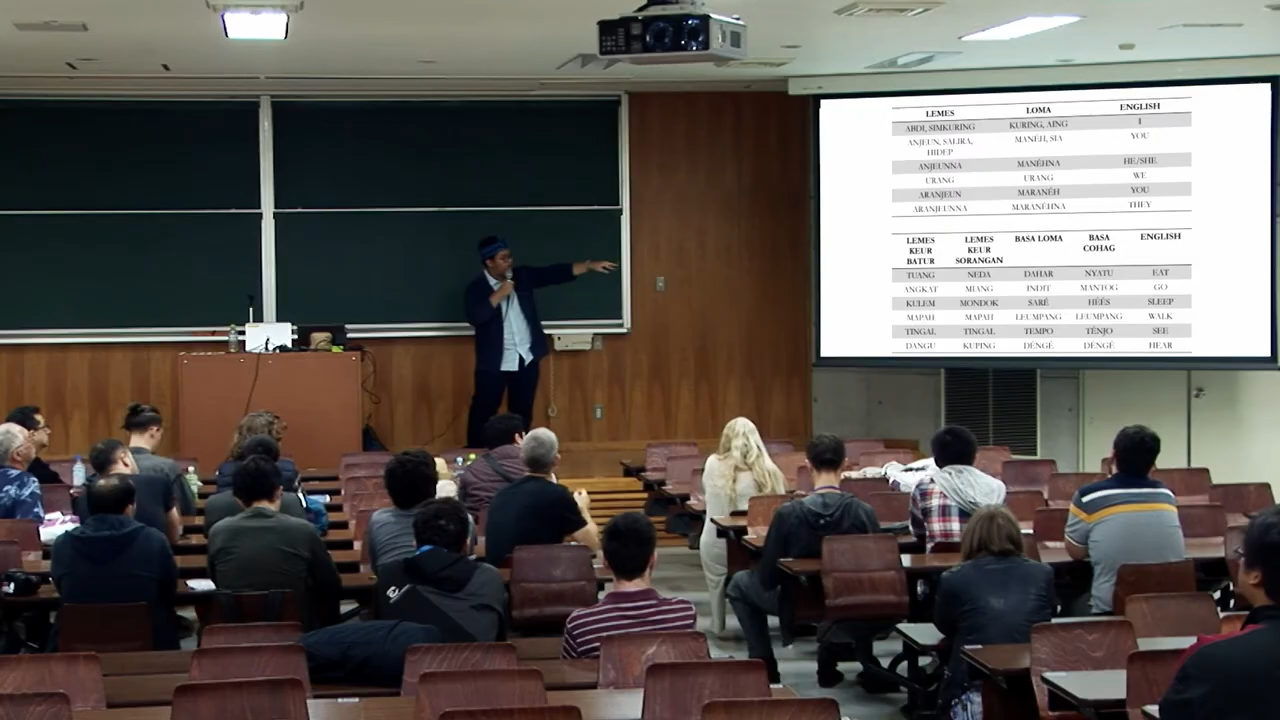 LEMES LOMA ENGLISH
ABDI, SIMKURING KURING, AING I
ANJEUN, SALIRA, MANÉH, SIA YOU
HIDEP
ANJEUNNA MANÉHNA HE/SHE
URANG URANG WE
ARANJEUN MARANÉH YOU
ARANJEUNNA MARANÉHNA THEY
LEMES LEMES BASA LOMA BASA ENGLISH
KEUR KEUR COHAG
BATUR SORANGAN
TUANG NEDA DAHAR NYATU EAT
ANGKAT MIANG INDIT MANTOG GO
KULEM MONDOK SARÉ HÉÉS SLEEP
MAPAH MAPAH LEUMPANG LEUMPANG WALK
TINGAL TINGAL TEMPO TÉNJO SEE
DANGU KUPING DÉNGÉ DÉNGÉ HEAR